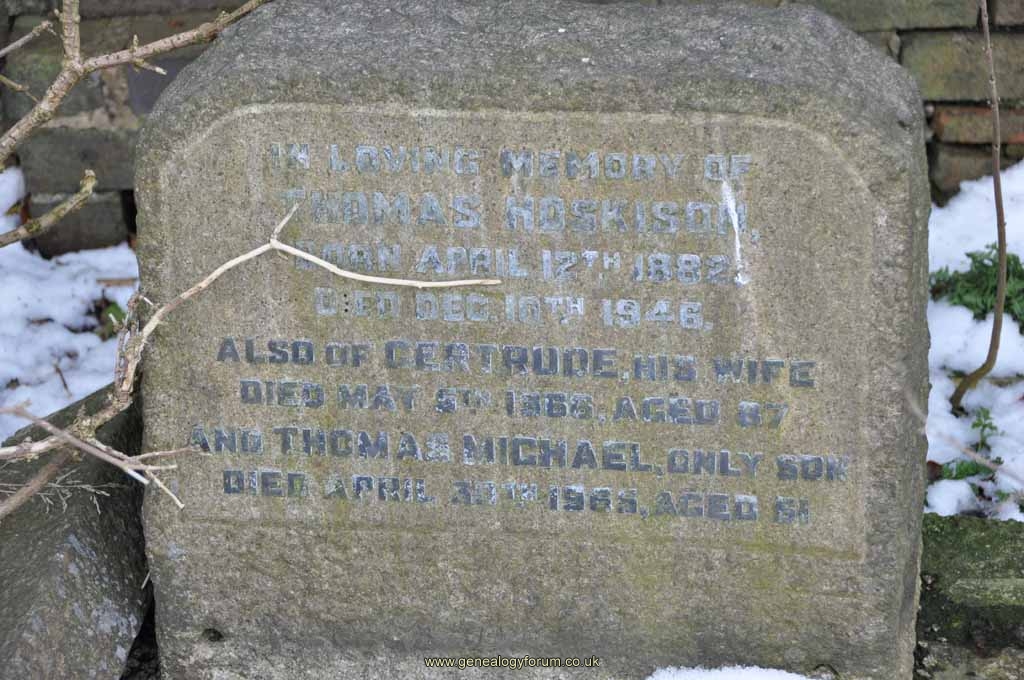 IN LOVING MEMORY OF
THOMAS HOSKISON,
BORN APRIL 12TH 1882,
DIED DEC. 10TH 1946.
ALSO OF GERTRUDE, HIS WIFE
DIED MAY 5TH 1966, AGED 87
AND THOMAS MICHAEL, ONLY SON
DIED APRIL 30TH 1985, AGED 61
www.genealogyforum.co.uk